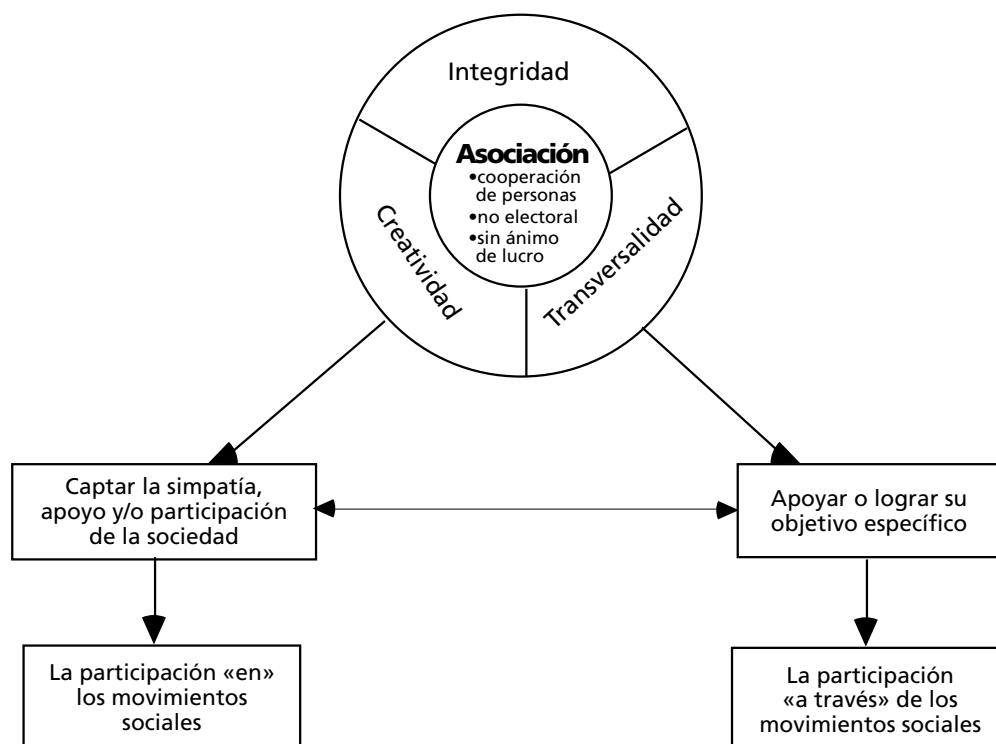 Integridad
Asociación
•cooperación
de personas
•no electoral
•sin ánimo
de lucro
Creatividad
Transversalidad
Captar la simpatía,
apoyo y/o participación
de la sociedad
Apoyar o lograr su
objetivo específico
La participación «en»
los movimientos
sociales
La participación
«a través» de los
movimientos sociales